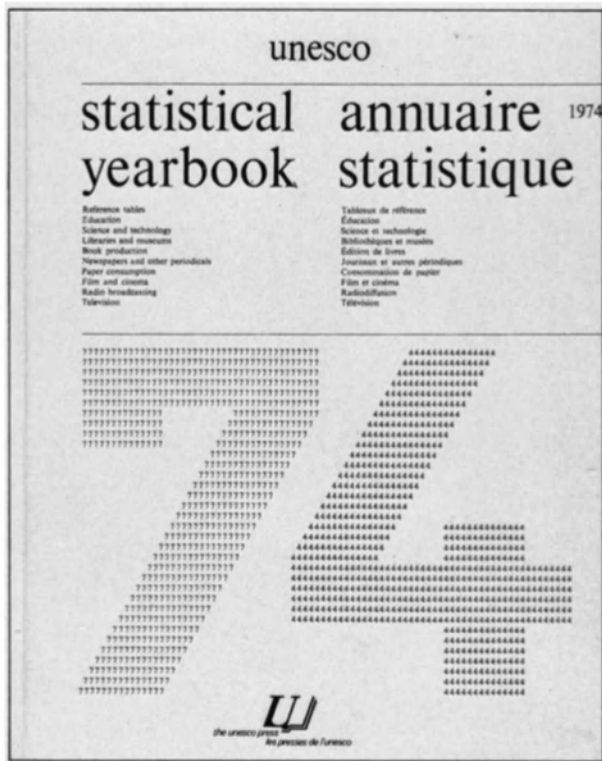 unesco
statistical
yearbook
annuaire
statistique
1974
Reference tables
Education
Science and technology
Libraries and museums
Book production
Newspapers and other periodicals
Paper consumption
Film and cinema
Radio broadcasting
Television
Tableaux de référence
Éducation
Science et technologie
Bibliothèques et musées
Édition de livres
Journaux et autres périodiques
Consommation de papier
Film et cinéma
Radiodiffusion
Télévision
74
the unesco press
les presses de l'unesco